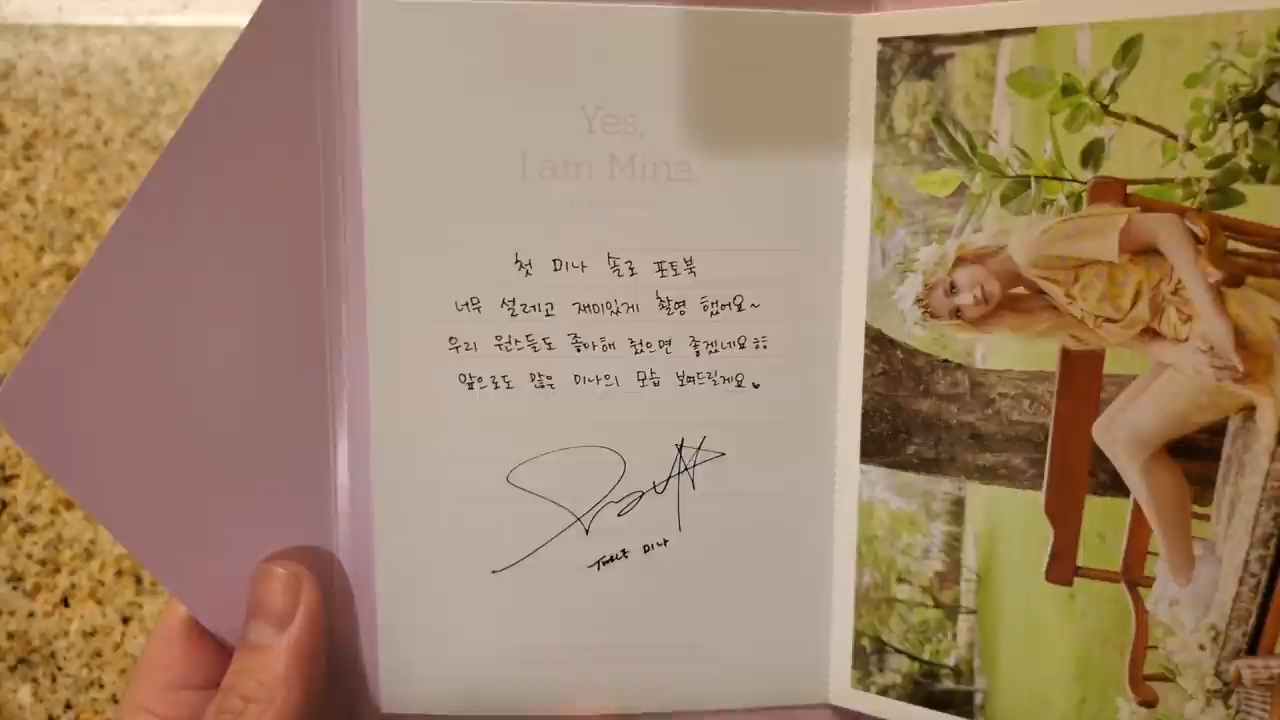 Yes,
I am Mina.
첫 미나 솔로 포토북
너무 설레고 재미있게 촬영 했어요~
우리 원스들도 좋아해 줬으면 좋겠네요ㅎㅎ
앞으로도 많은 미나의 모습 보여드릴게요
TWICE 미나